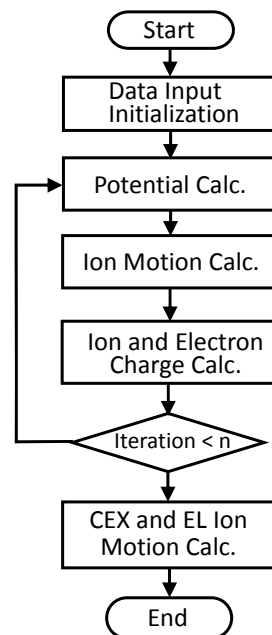 Start
Data Input
Initialization
Potential Calc.
Ion Motion Calc.
Ion and Electron
Charge Calc.
Iteration < n
CEX and EL Ion
Motion Calc.
End